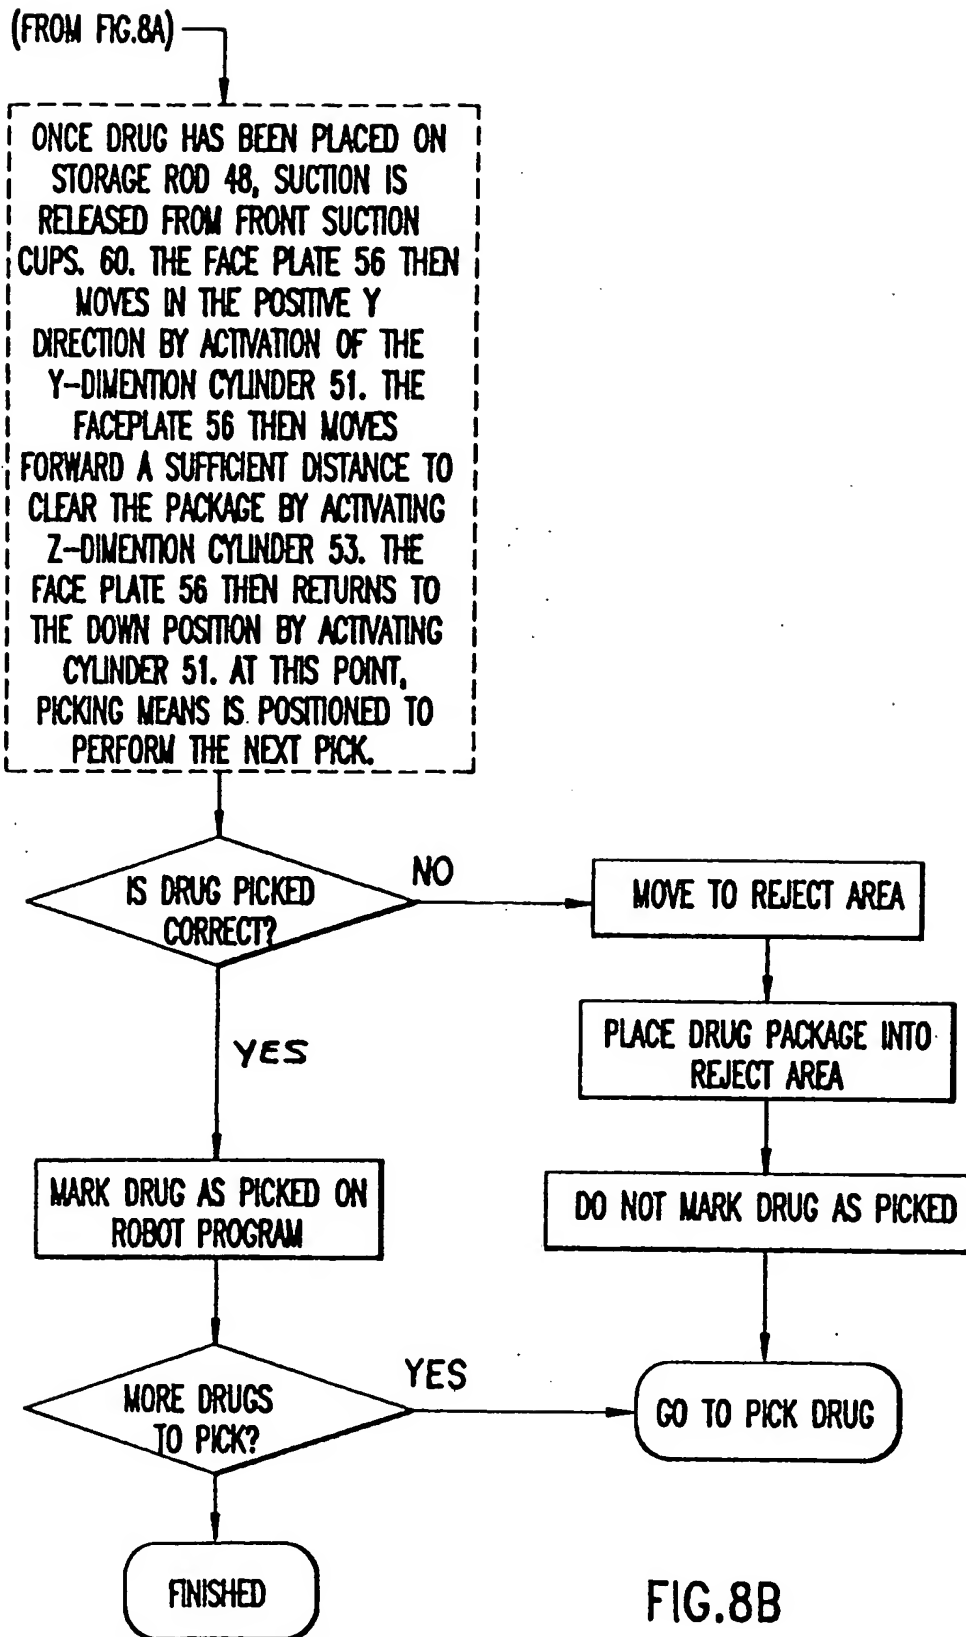 (FROM FIG.8A)
ONCE DRUG HAS BEEN PLACED ON
STORAGE ROD 48, SUCTION IS
RELEASED FROM FRONT SUCTION
CUPS. 60. THE FACE PLATE 56 THEN
MOVES IN THE POSITIVE Y
DIRECTION BY ACTIVATION OF THE
Y-DIMENTION CYLINDER 51. THE
FACEPLATE 56 THEN MOVES
FORWARD A SUFFICIENT DISTANCE TO
CLEAR THE PACKAGE BY ACTIVATING
Z-DIMENTION CYLINDER 53. THE
FACE PLATE 56 THEN RETURNS TO
THE DOWN POSITION BY ACTIVATING
CYLINDER 51. AT THIS POINT,
PICKING MEANS IS POSITIONED TO
PERFORM THE NEXT PICK.
IS DRUG PICKED
CORRECT?
NO
MOVE TO REJECT AREA
PLACE DRUG PACKAGE INTO
REJECT AREA
YES
MARK DRUG AS PICKED ON
ROBOT PROGRAM
DO NOT MARK DRUG AS PICKED
MORE DRUGS
TO PICK?
YES
GO TO PICK DRUG
FINISHED
FIG.8B